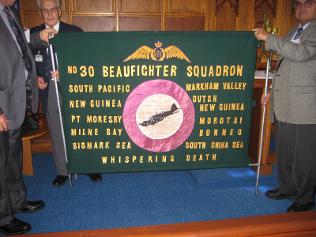 No 30 BEAUFIGHTER SQUADRON
SOUTH PACIFIC
NEW GUINEA
PT MORESBY
MILNE BAY
BISMARK SEA
MARKHAM VALLEY
DUTCH
NEW GUINEA
MOROTAI
BORNEO
SOUTH CHINA SEA
WHISPERING DEATH